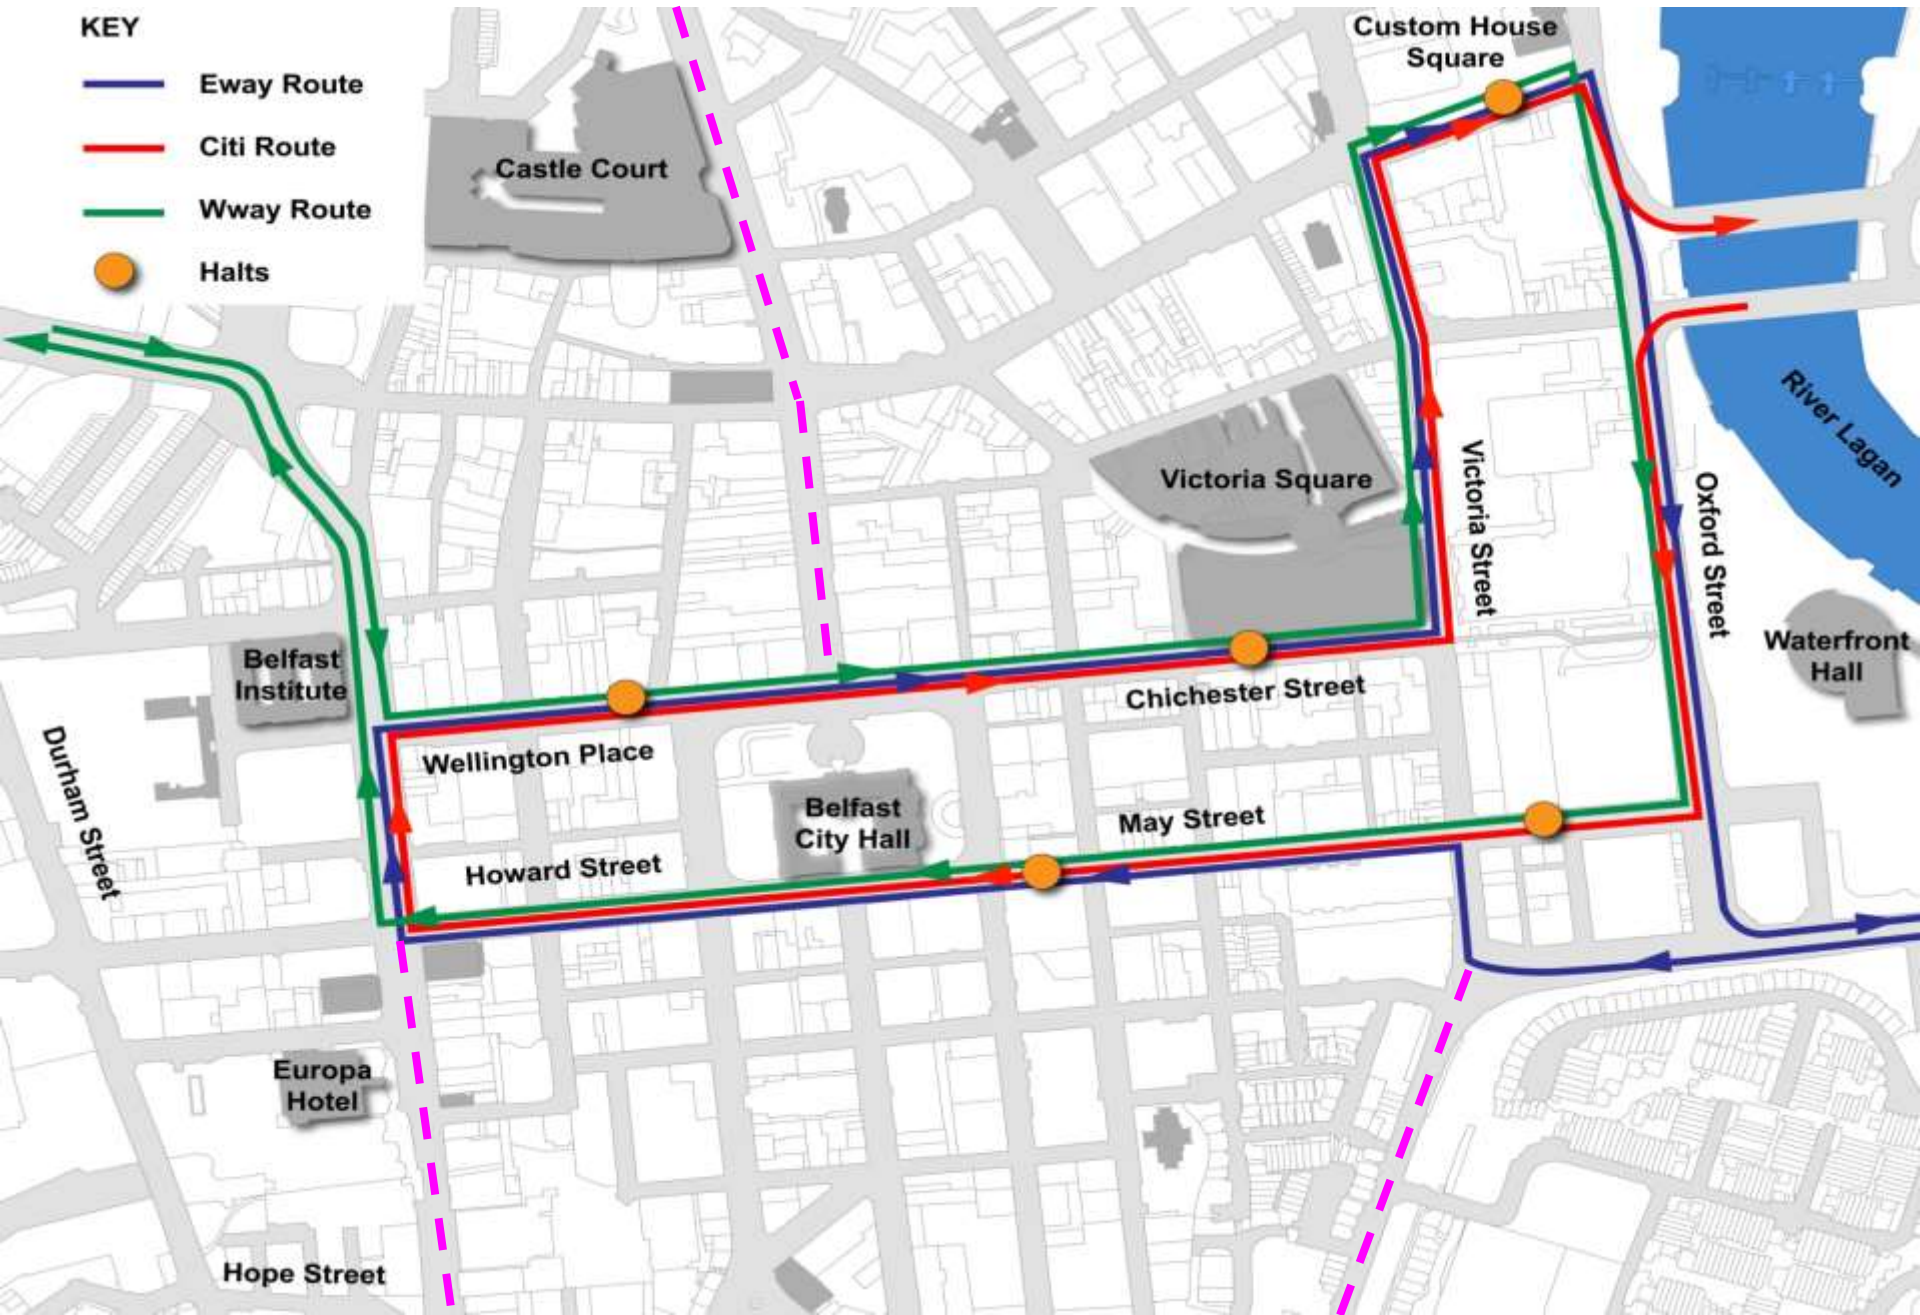 KEY
Eway Route
Citi Route
Wway Route
Halts
Custom House
Square
Castle Court
River Lagan
Victoria Square
Victoria Street
Oxford Street
Waterfront
Hall
Belfast
Institute
Chichester Street
Wellington Place
Durham Street
Belfast
City Hall
May Street
Howard Street
Europa
Hotel
Hope Street